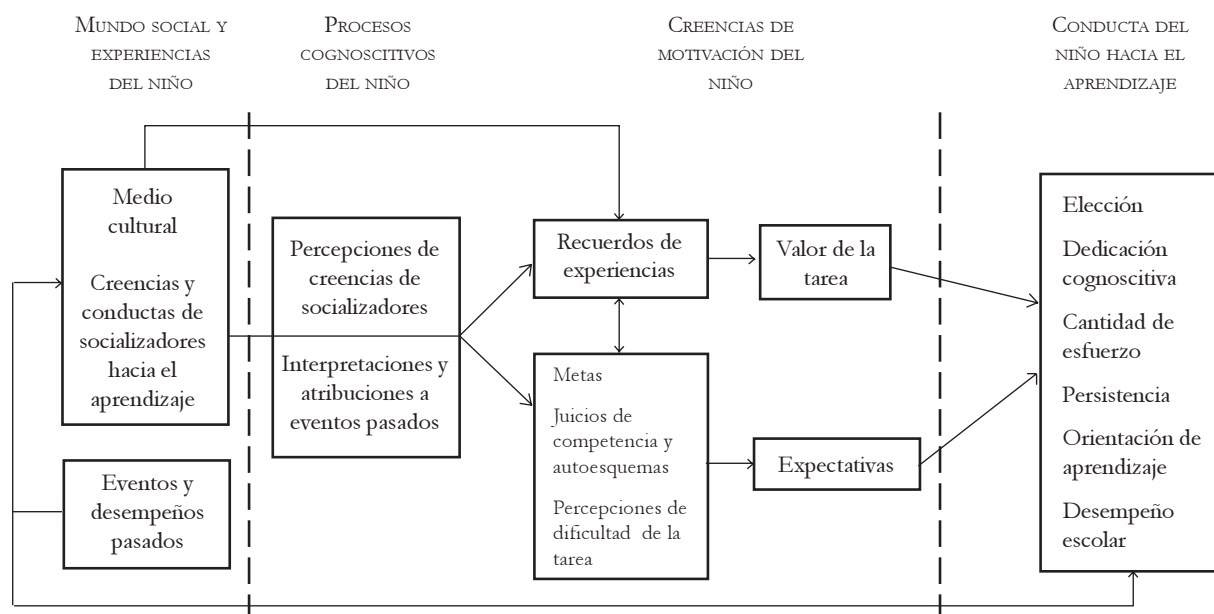 MUNDO SOCIAL Y
EXPERIENCIAS
DEL NIÑO
PROCESOS
COGNOSCITIVOS
DEL NIÑO
CREENCIAS DE
MOTIVACIÓN DEL
NIÑO
CONDUCTA DEL
NIÑO HACIA EL
APRENDIZAJE
Medio
cultural
Creencias y
conductas de
socializadores
hacia el
aprendizaje
Eventos y
desempeños
pasados
Percepciones de
creencias de
socializadores
Interpretaciones y
atribuciones a
eventos pasados
Recuerdos de
experiencias
Metas
Juicios de
competencia y
autoesquemas
Percepciones de
dificultad de la
tarea
Valor de la
tarea
Expectativas
Elección
Dedicación
cognoscitiva
Cantidad de
esfuerzo
Persistencia
Orientación de
aprendizaje
Desempeño
escolar